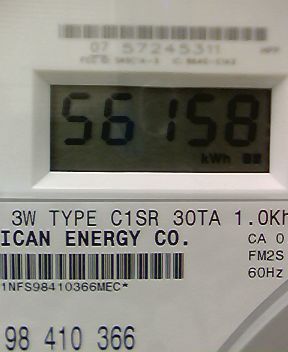 07 57245311
56158
kWh
3W TYPE C1SR 30TA 1.0Kh
ICAN ENERGY CO.
CA 0
FM2S
60Hz
1NFS98410366MEC*
98 410 366